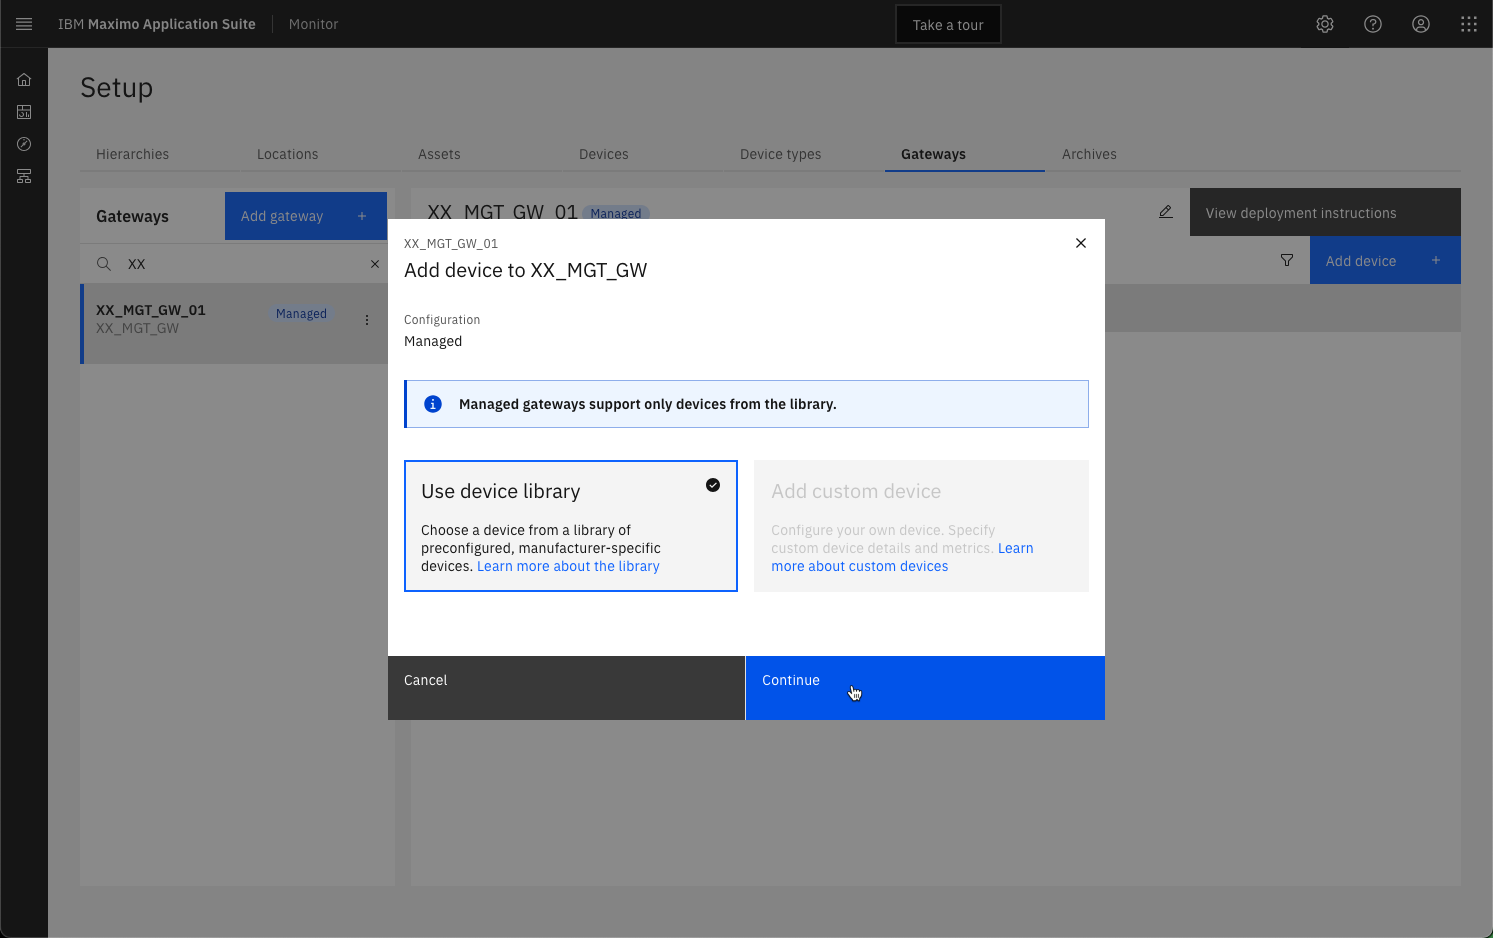 IBM Maximo Application Suite
Monitor
Take a tour
Setup
Hierarchies
Locations
Assets
Devices
Device types
Gateways
Archives
Gateways
Add gateway +
XX_MGT_GW_01 Managed
View deployment instructions
XX
Add device +
XX_MGT_GW_01
Managed
XX_MGT_GW
XX_MGT_GW_01
Add device to XX_MGT_GW
Configuration
Managed
Managed gateways support only devices from the library.
Use device library
Choose a device from a library of
preconfigured, manufacturer-specific
devices. Learn more about the library
Add custom device
Configure your own device. Specify
custom device details and metrics. Learn
more about custom devices
Cancel
Continue